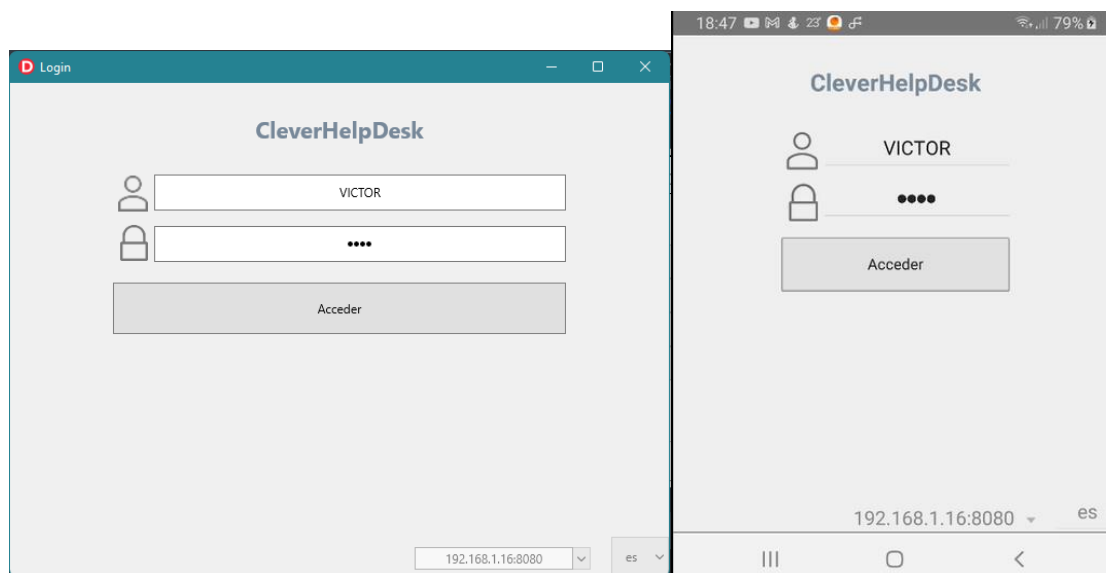 Login
CleverHelpDesk
VICTOR
••••
Acceder
192.168.1.16:8080
es
18:47 23° 79%
CleverHelpDesk
VICTOR
••••
Acceder
192.168.1.16:8080
es